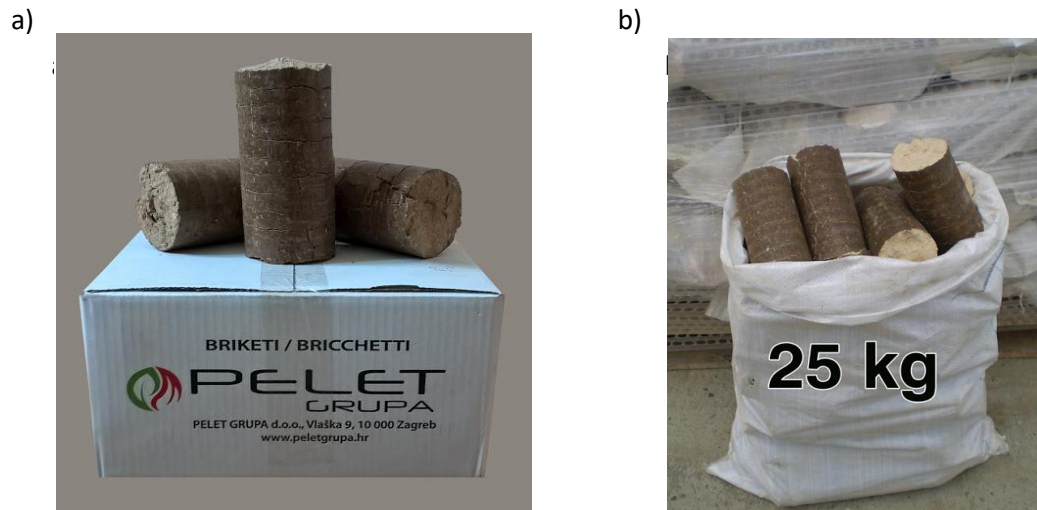 a)
b)
BRIKETI / BRICCHETTI
PELET
GRUPA
PELET GRUPA d.o.o., Vlaška 9, 10 000 Zagreb
www.peletgrupa.hr
25 kg